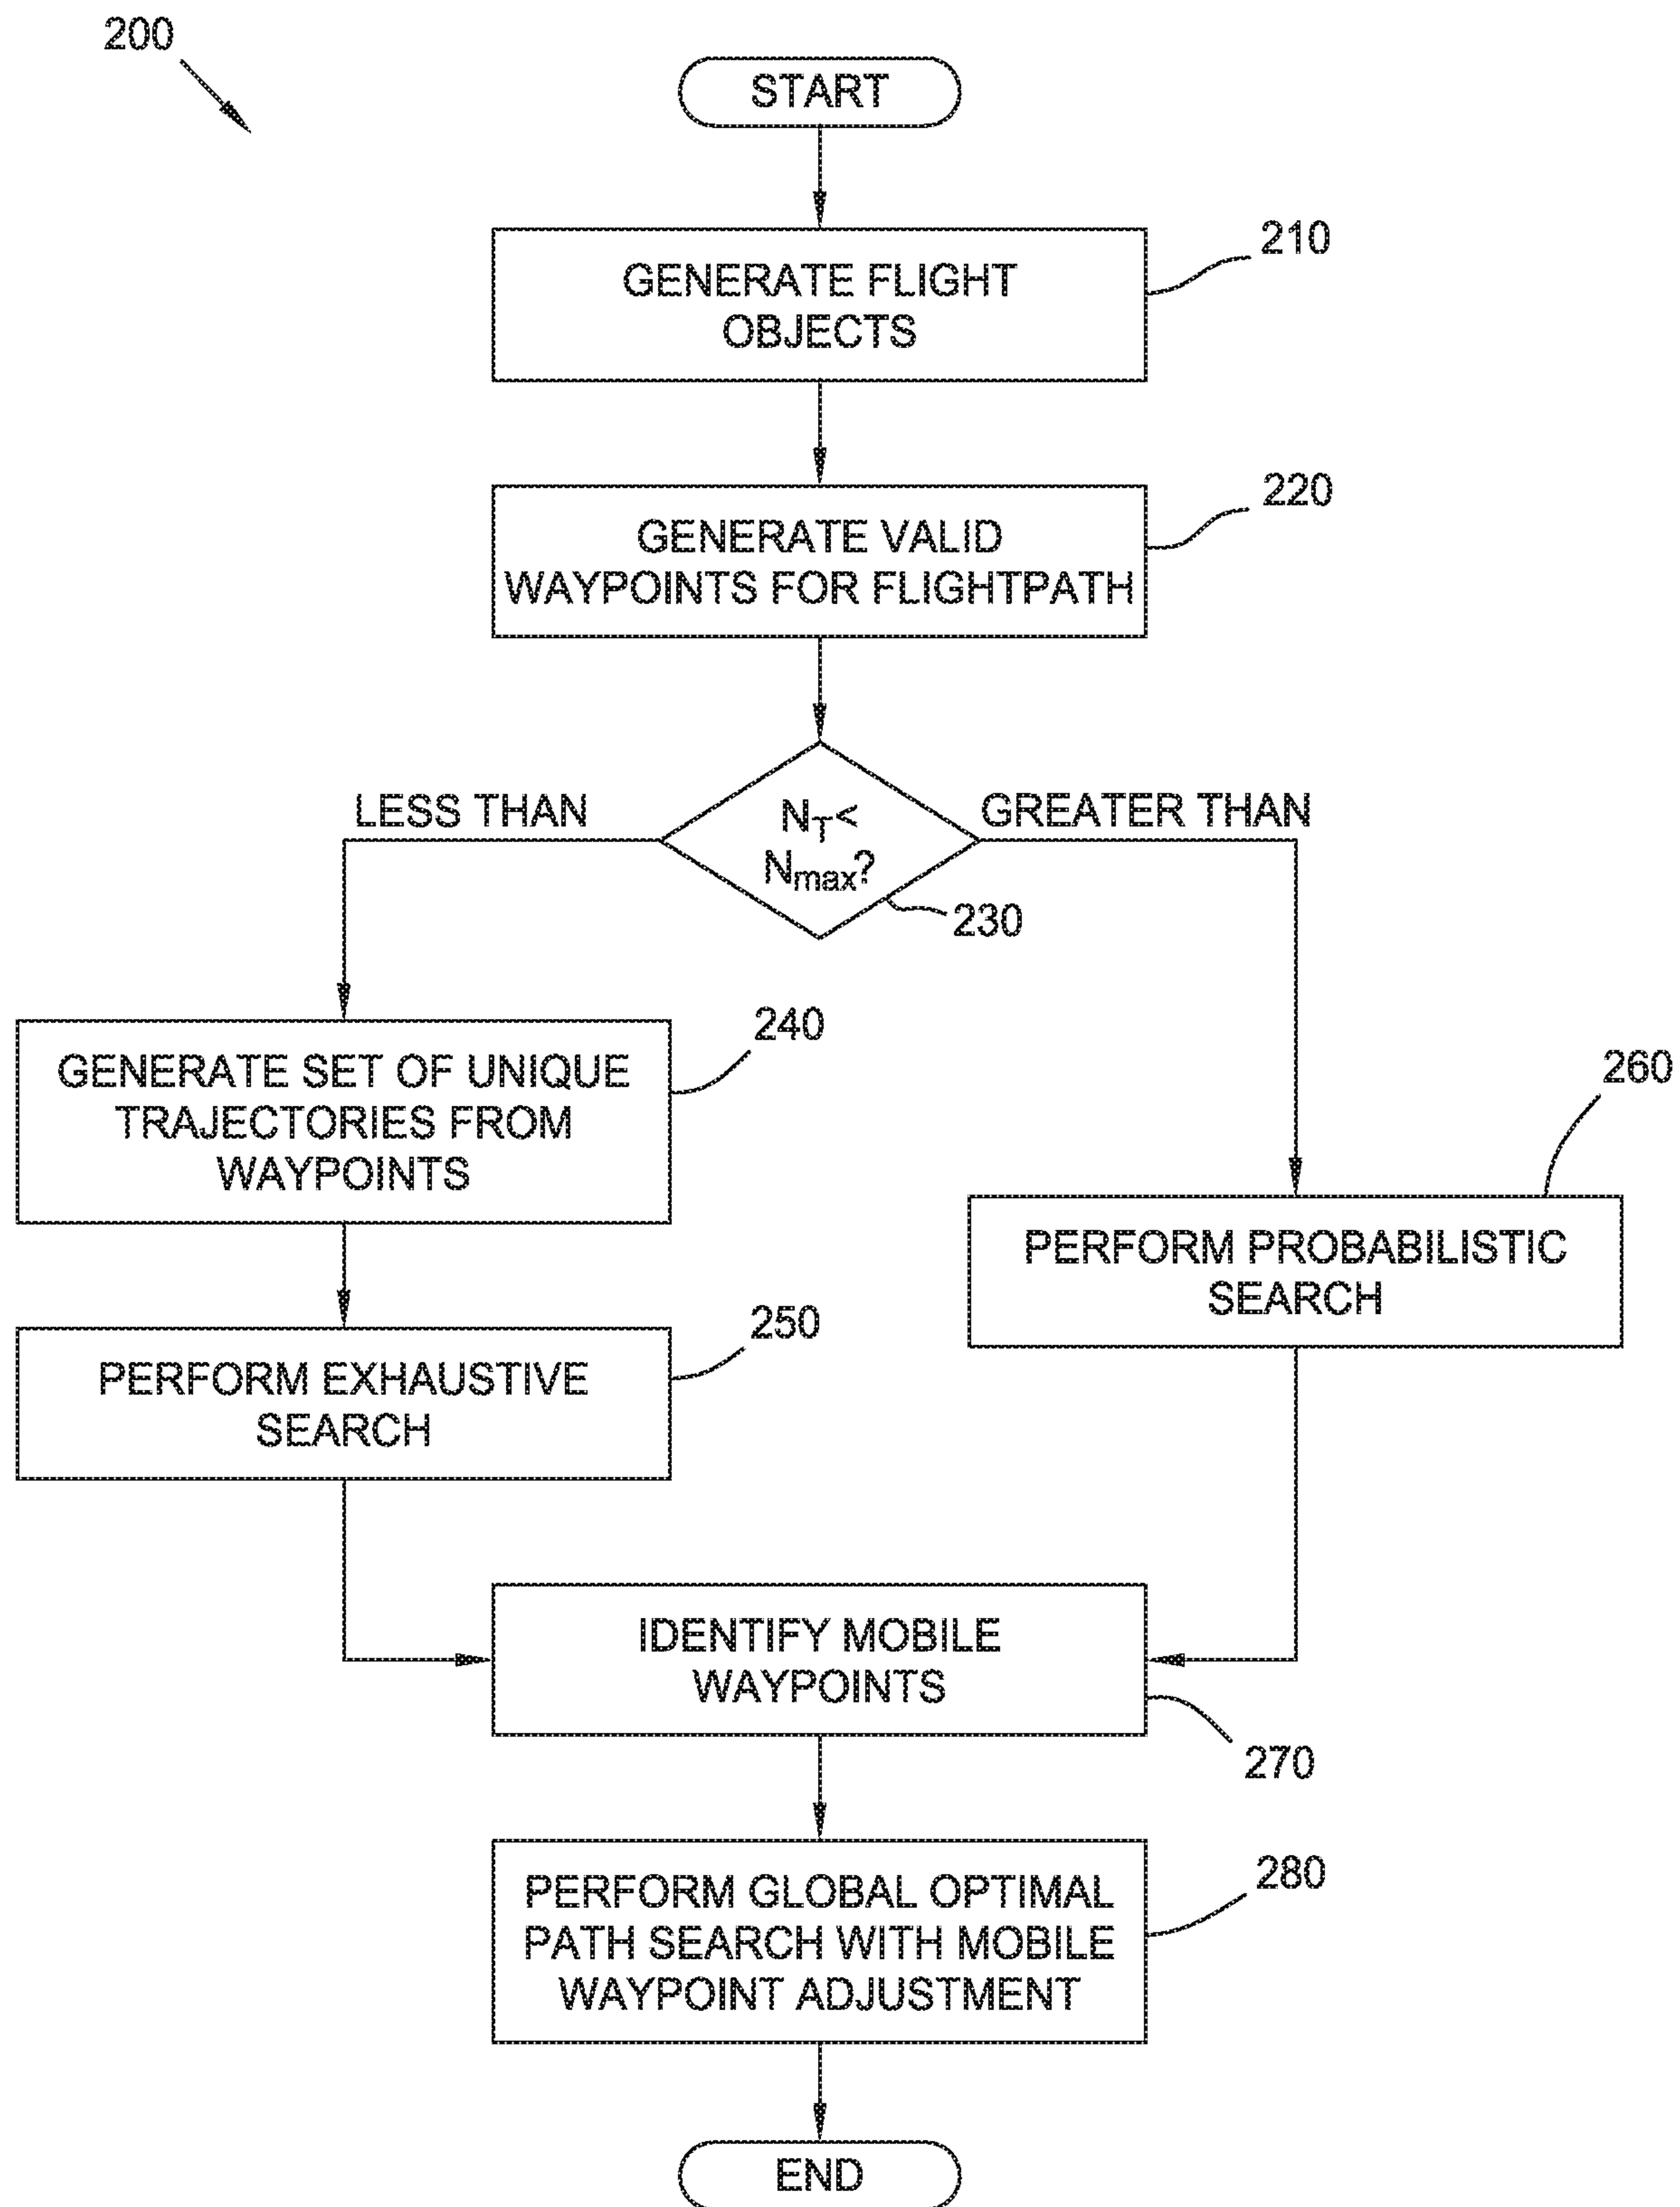 200
START
210
GENERATE FLIGHT
OBJECTS
220
GENERATE VALID
WAYPOINTS FOR FLIGHTPATH
LESS THAN
GREATER THAN
NT<
Nmax?
230
240
GENERATE SET OF UNIQUE
TRAJECTORIES FROM
WAYPOINTS
260
PERFORM PROBABILISTIC
SEARCH
250
PERFORM EXHAUSTIVE
SEARCH
IDENTIFY MOBILE
WAYPOINTS
270
280
PERFORM GLOBAL OPTIMAL
PATH SEARCH WITH MOBILE
WAYPOINT ADJUSTMENT
END